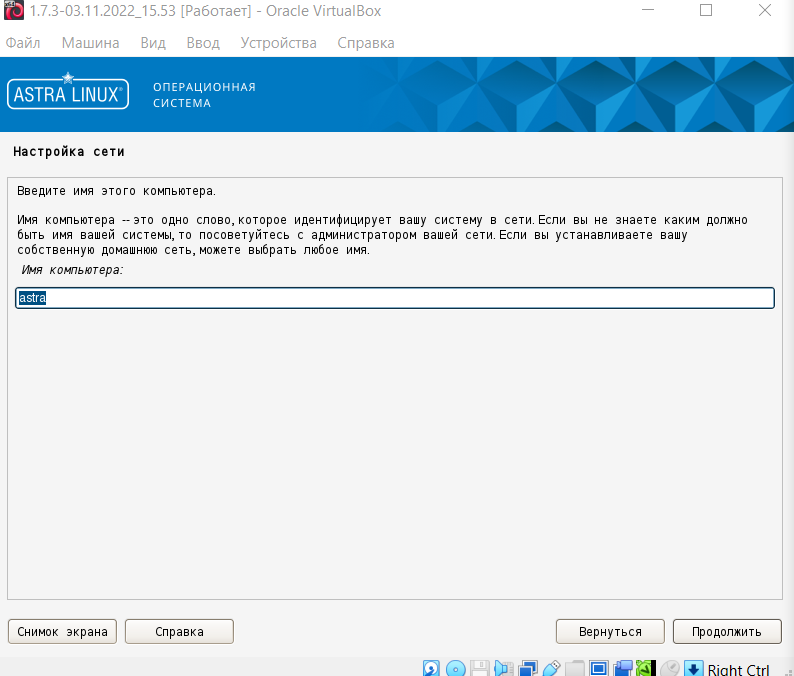 1.7.3-03.11.2022_15.53 [Работает] - Oracle VirtualBox
Файл Машина Вид Ввод Устройства Справка
ASTRA LINUX® ОПЕРАЦИОННАЯ
СИСТЕМА
Настройка сети
Введите имя этого компьютера.
Имя компьютера -- это одно слово, которое идентифицирует вашу систему в сети. Если вы не знаете каким должно
быть имя вашей системы, то посоветуйтесь с администратором вашей сети. Если вы устанавливаете вашу
собственную домашнюю сеть, можете выбрать любое имя.
Имя компьютера:
astra
Снимок экрана Справка Вернуться Продолжить
Right Ctrl